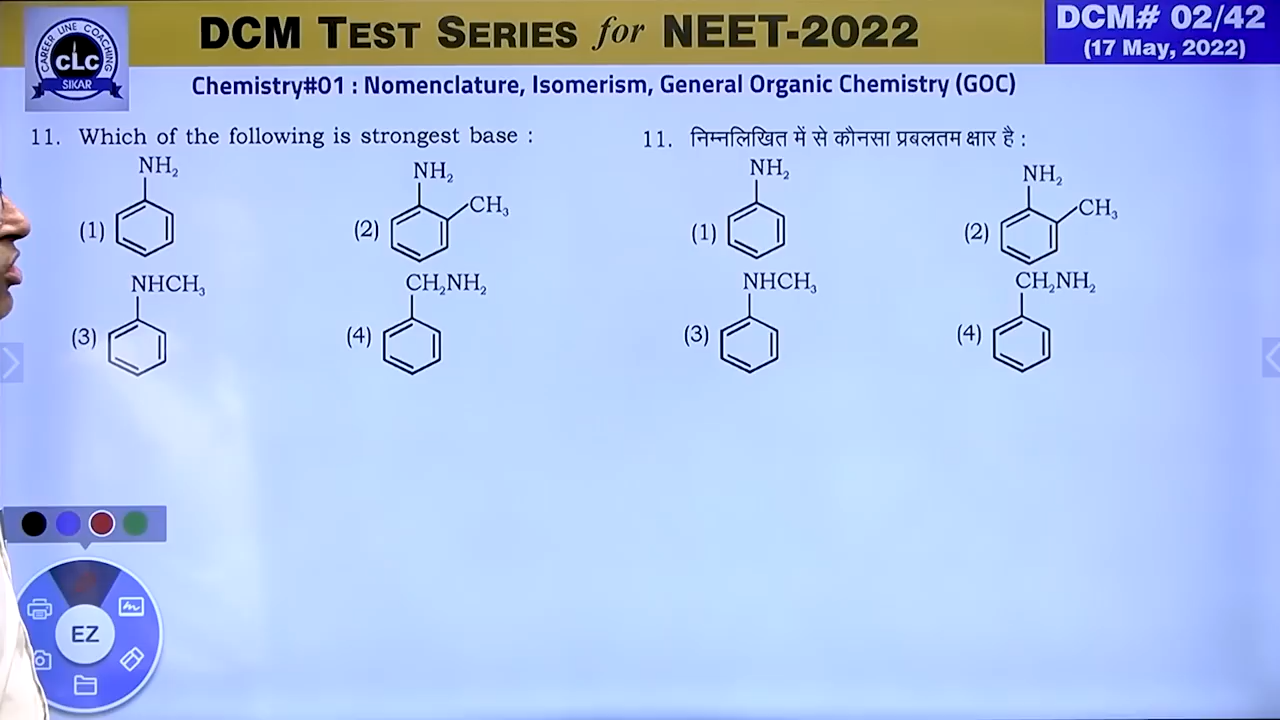 DCM TEST SERIES for NEET-2022
DCM# 02/42
(17 May, 2022)
CAREER LINE COACHING
CLC
SIKAR
Chemistry#01 : Nomenclature, Isomerism, General Organic Chemistry (GOC)
11. Which of the following is strongest base :
(1) NH₂
(2) NH₂ CH₃
(3) NHCH₃
(4) CH₂NH₂
11. निम्नलिखित में से कौनसा प्रबलतम क्षार है :
(1) NH₂
(2) NH₂ CH₃
(3) NHCH₃
(4) CH₂NH₂
EZ